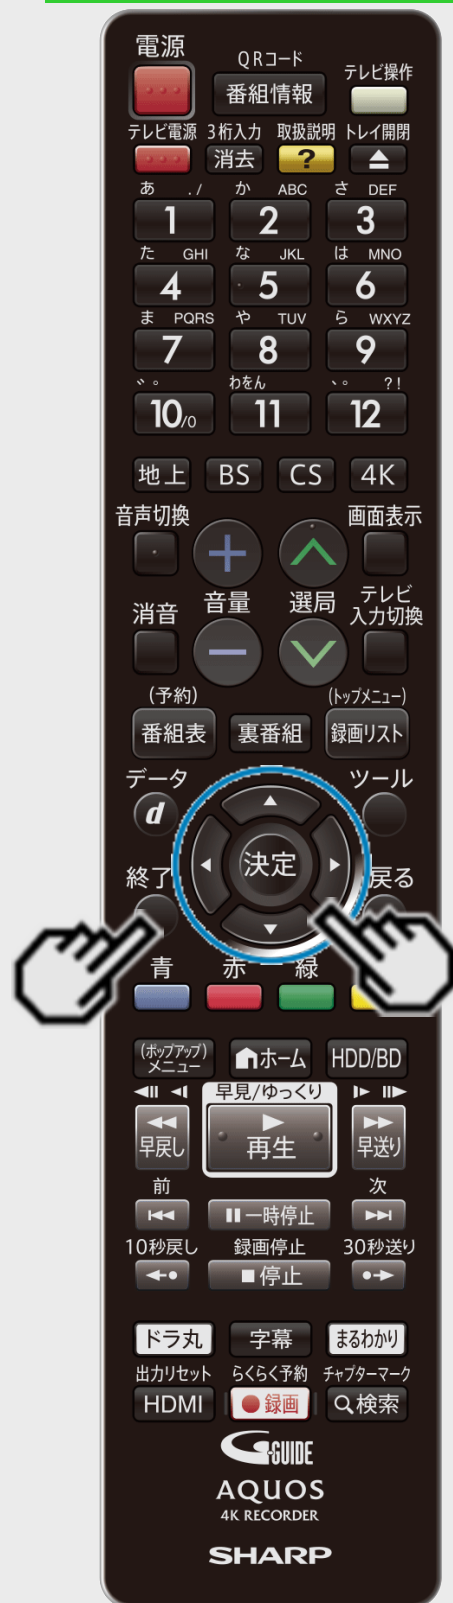 電源
QRコード
テレビ操作
番組情報
テレビ電源 3桁入力 取扱説明 トレイ開閉
消去 ?
あ ./ か ABC さ DEF
1 2 3
た GHI な JKL は MNO
4 5 6
ま PQRS や TUV ら WXYZ
7 8 9
゛゜ わをん 、。 ?!
10/0 11 12
地上 BS CS 4K
音声切換 画面表示
消音 音量 選局 テレビ
入力切換
(予約) (トップメニュー)
番組表 裏番組 録画リスト
データ ツール
d
決定
終了 戻る
青 赤 緑
(ポップアップ)
メニュー ホーム HDD/BD
早見/ゆっくり
早戻し 再生 早送り
前 次
一時停止
10秒戻し 録画停止 30秒送り
停止
ドラ丸 字幕 まるわかり
出力リセット らくらく予約 チャプターマーク
HDMI 録画 検索
G-GUIDE
AQUOS
4K RECORDER
SHARP